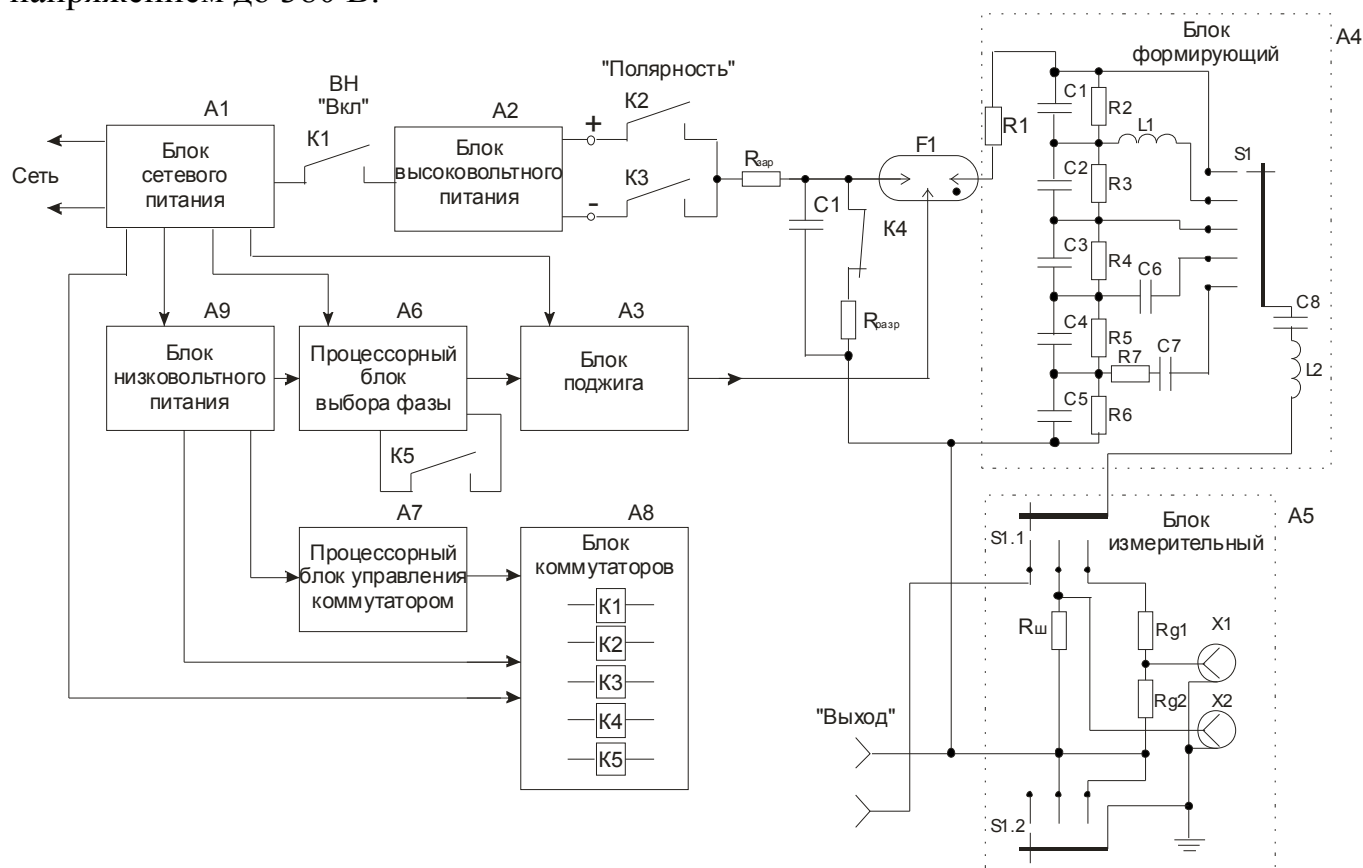 напряжением до 380 В.
Блок
формирующий
A4
"Полярность"
ВН
"Вкл"
A1
K1
A2
K2
+
Блок
сетевого
питания
Сеть
Блок
высоковольтного
питания
K3
-
Rзар
C1
K4
Rразр
F1
R1
C1
R2
L1
S1
C2
R3
C3
R4
C6
C4
R5
R7
C7
C5
R6
C8
L2
A9
A6
A3
Блок
низковольтного
питания
Процессорный
блок
выбора фазы
Блок
поджига
K5
A7
A8
Процессорный
блок управления
коммутатором
Блок
коммутаторов
K1
K2
K3
K4
K5
A5
Блок
измерительный
S1.1
Rш
Rg1
X1
Rg2
X2
"Выход"
S1.2